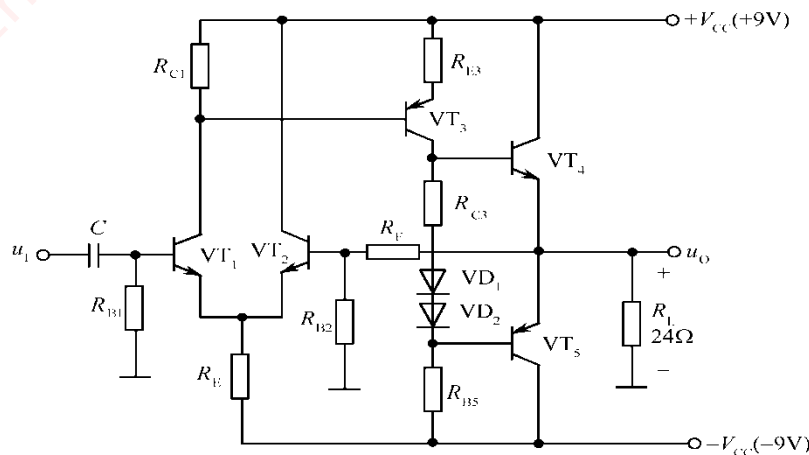 +V_CC(+9V)
R_C1
R_E3
VT_3
VT_4
R_C3
C
u_I
VT_1
VT_2
R_F
u_O
+
VD_1
R_B1
R_B2
VD_2
R_L
24Ω
VT_5
−
R_E
R_B5
−V_CC(−9V)